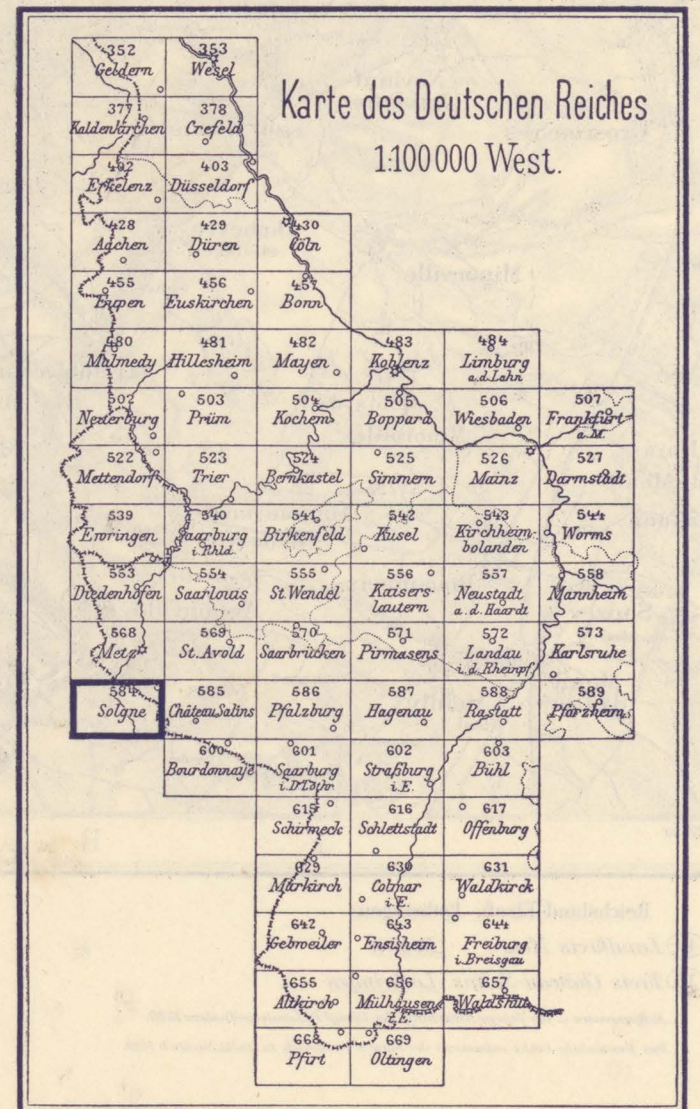 Karte des Deutschen Reiches
1:100000 West.
352 353
Geldern Wesel
377 378
Kaldenkirchen Crefeld
402 403
Erkelenz Düsseldorf
428 429 430
Aachen Düren Cöln
455 456 457
Eupen Euskirchen Bonn
480 481 482 483 484
Malmedy Hillesheim Mayen Koblenz Limburg
a.d.Lahn
502 503 504 505 506 507
Neuerburg Prüm Kochem Boppard Wiesbaden Frankfurt
a.M.
522 523 524 525 526 527
Mettendorf Trier Bernkastel Simmern Mainz Darmstadt
539 540 541 542 543 544
Ewringen Saarburg Birkenfeld Kusel Kirchheim- Worms
i.Rhld. bolanden
553 554 555 556 557 558
Diedenhofen Saarlouis St.Wendel Kaisers- Neustadt Mannheim
lautern a.d.Haardt
568 569 570 571 572 573
Metz St.Avold Saarbrücken Pirmasens Landau Karlsruhe
i.d.Rheinpf.
584 585 586 587 588 589
Solgne Château Salins Pfalzburg Hagenau Rastatt Pforzheim
600 601 602 603
Bourdonnaye Saarburg Straßburg Bühl
i.D.Lothr. i.E.
615 616 617
Schirmeck Schlettstadt Offenburg
629 630 631
Markirch Colmar Waldkirch
i.E.
642 643 644
Gebweiler Ensisheim Freiburg
i.Breisgau
655 656 657
Altkirch Mülhausen Waldshut
i.E.
668 669
Pfirt Oltingen